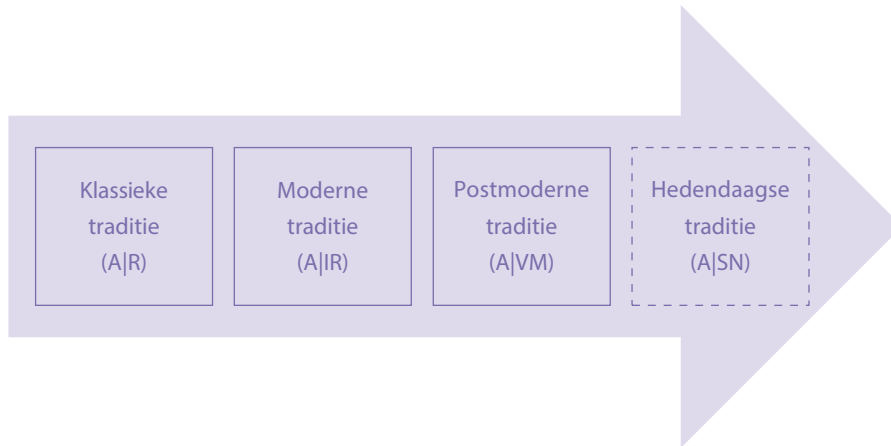 Klassieke
traditie
(A|R)
Moderne
traditie
(A|IR)
Postmoderne
traditie
(A|VM)
Hedendaagse
traditie
(A|SN)